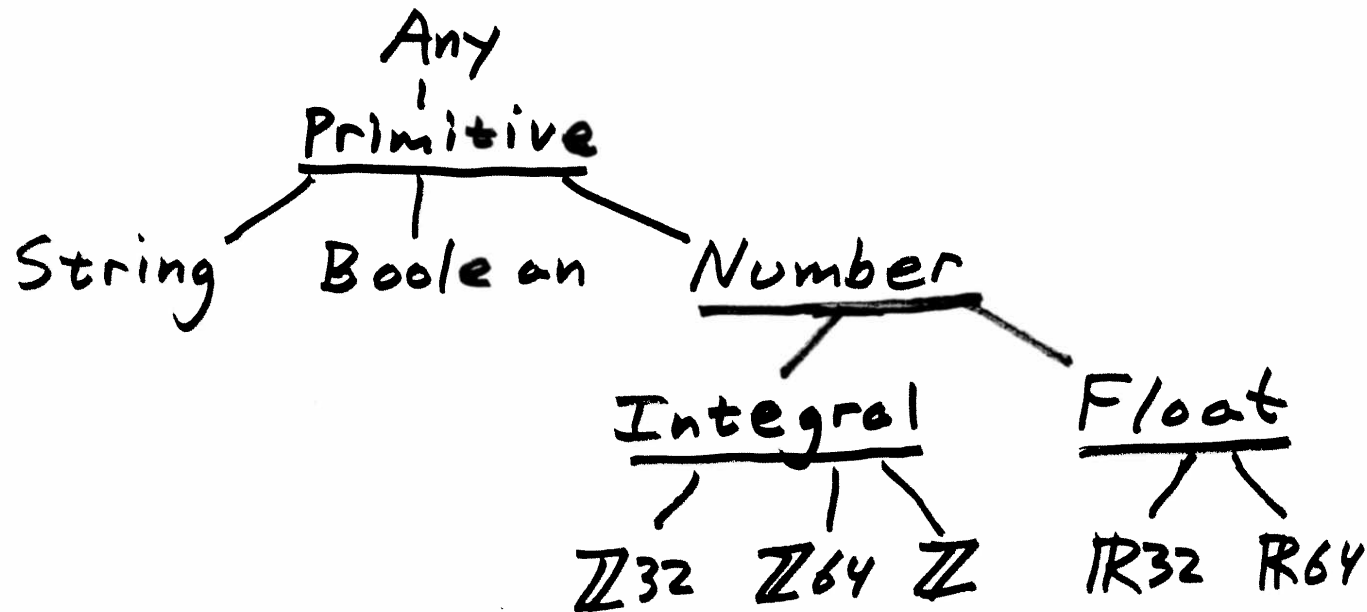 Any
Primitive
String Boolean Number
Integral Float
ℤ32 ℤ64 ℤ ℝ32 ℝ64